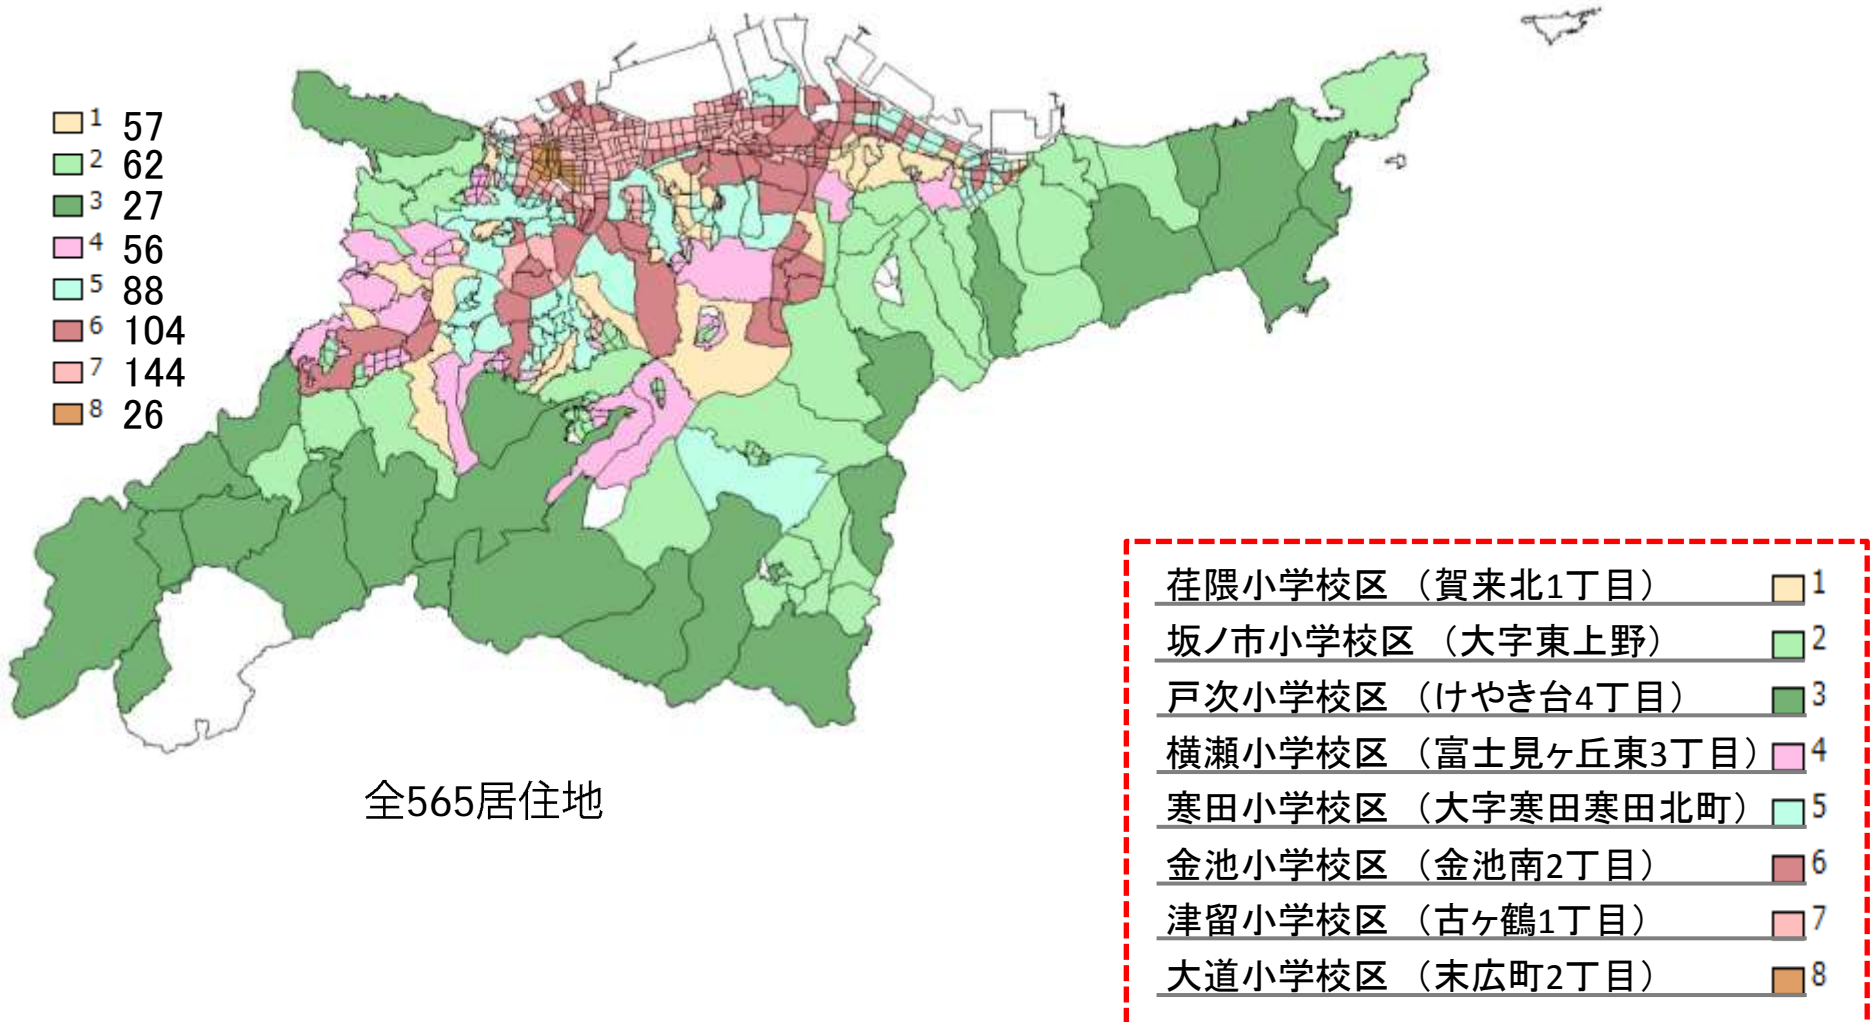 1 57
2 62
3 27
4 56
5 88
6 104
7 144
8 26
全565居住地
荏隈小学校区 （賀来北1丁目） 1
坂ノ市小学校区 （大字東上野） 2
戸次小学校区 （けやき台4丁目） 3
横瀬小学校区 （富士見ヶ丘東3丁目） 4
寒田小学校区 （大字寒田寒田北町） 5
金池小学校区 （金池南2丁目） 6
津留小学校区 （古ヶ鶴1丁目） 7
大道小学校区 （末広町2丁目） 8